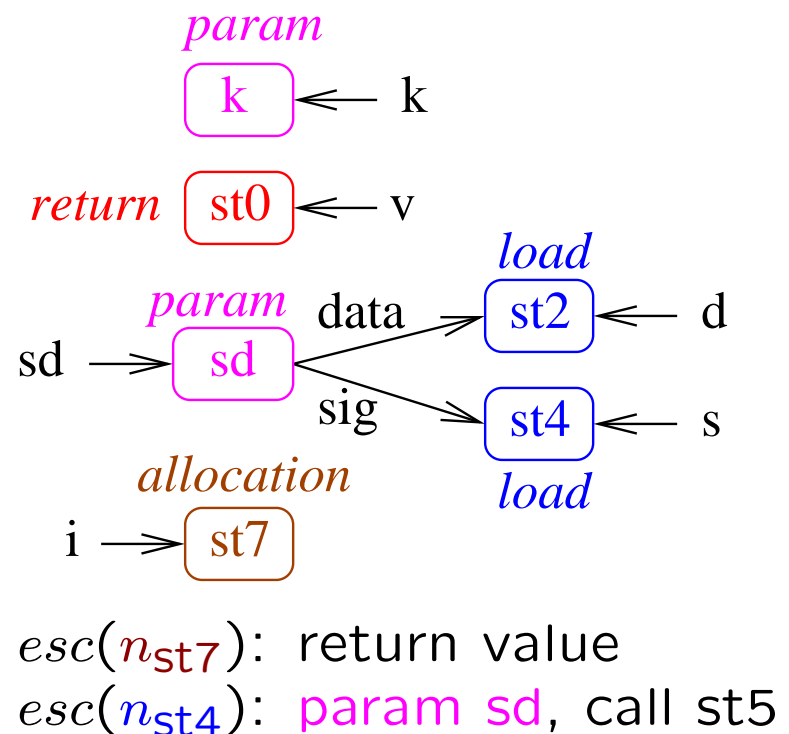 param
k k
return st0 v
load
param data st2 d
sd sd
sig st4 s
allocation load
i st7
esc(nst7): return value
esc(nst4): param sd, call st5